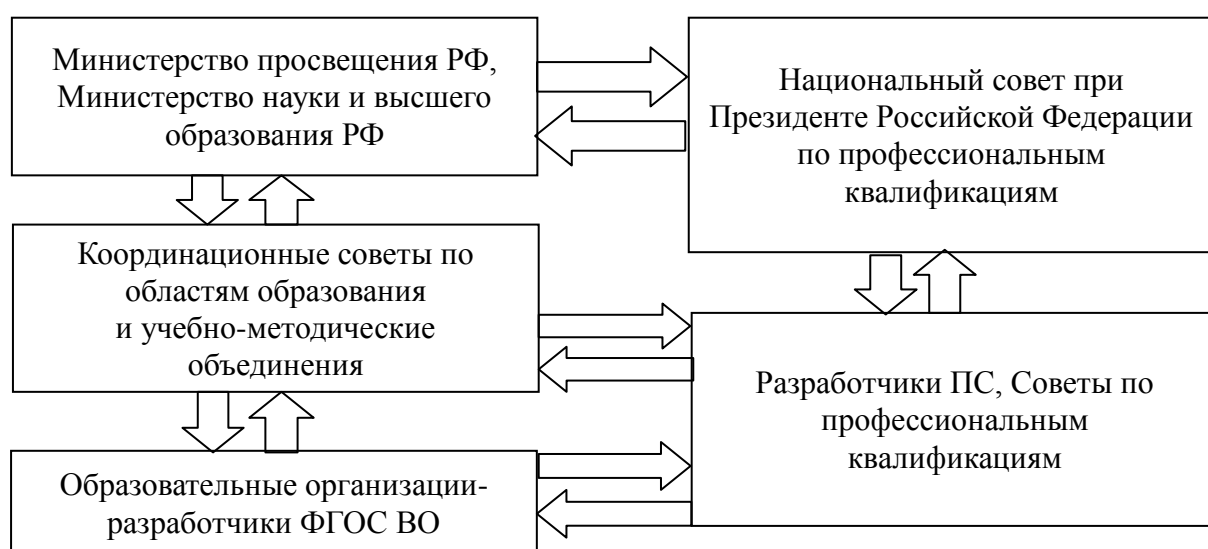 Министерство просвещения РФ,
Министерство науки и высшего
образования РФ
Национальный совет при
Президенте Российской Федерации
по профессиональным
квалификациям
Координационные советы по
областям образования
и учебно-методические
объединения
Разработчики ПС, Советы по
профессиональным
квалификациям
Образовательные организации-
разработчики ФГОС ВО